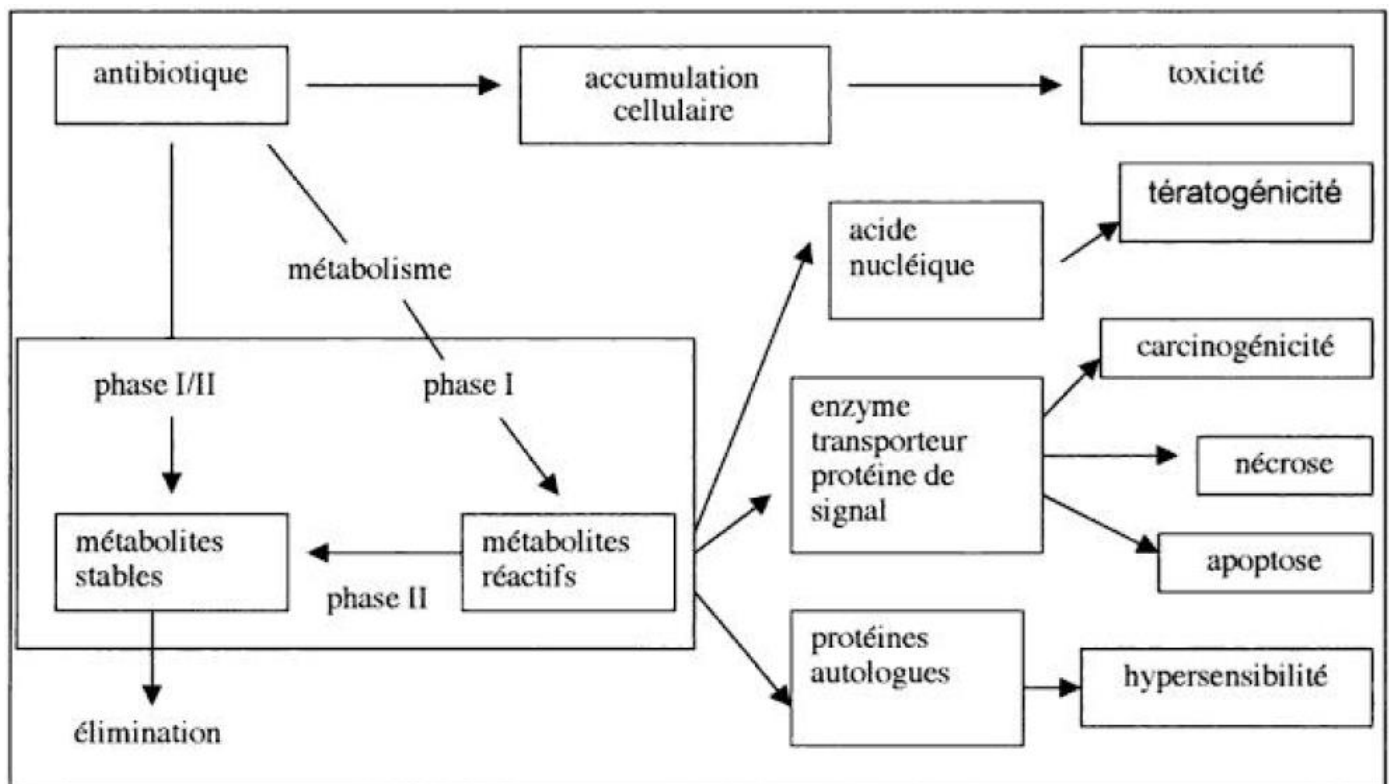 antibiotique
accumulation
cellulaire
toxicité
tératogénicité
acide
nucléique
métabolisme
carcinogénicité
phase I/II
phase I
enzyme
transporteur
protéine de
signal
nécrose
apoptose
métabolites
stables
phase II
métabolites
réactifs
protéines
autologues
hypersensibilité
élimination